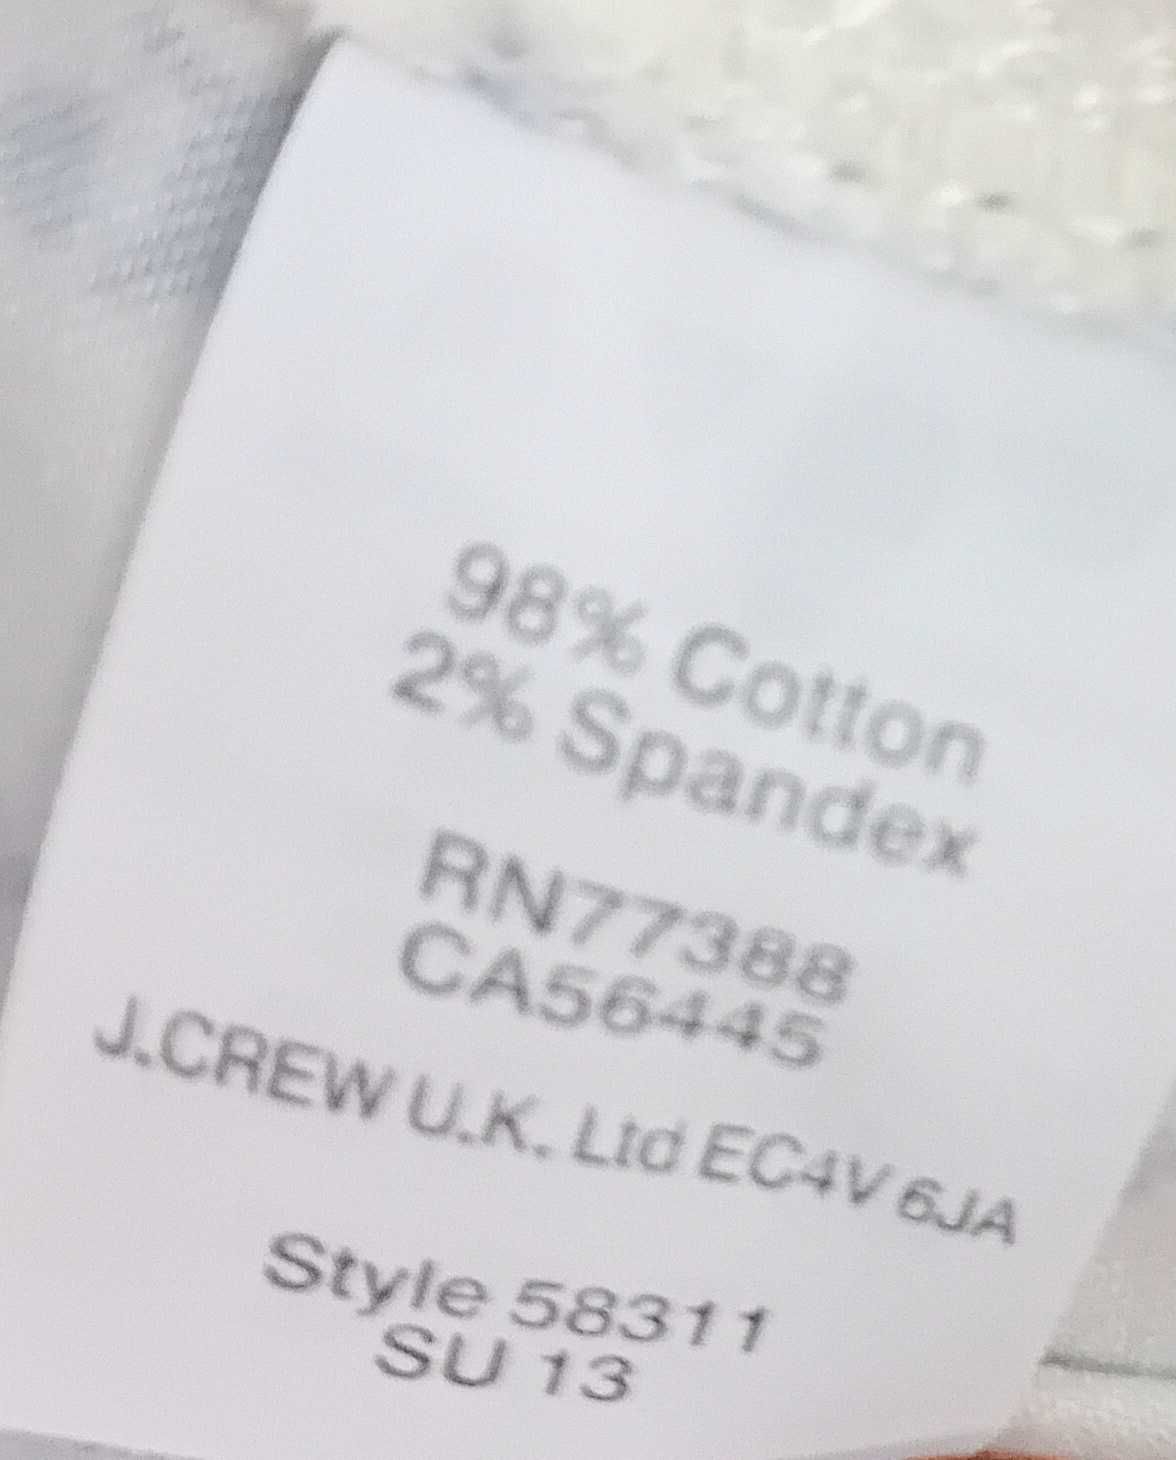 98% Cotton
2% Spandex
RN77388
CA56445
J.CREW U.K. Ltd EC4V 6JA
Style 58311
SU 13